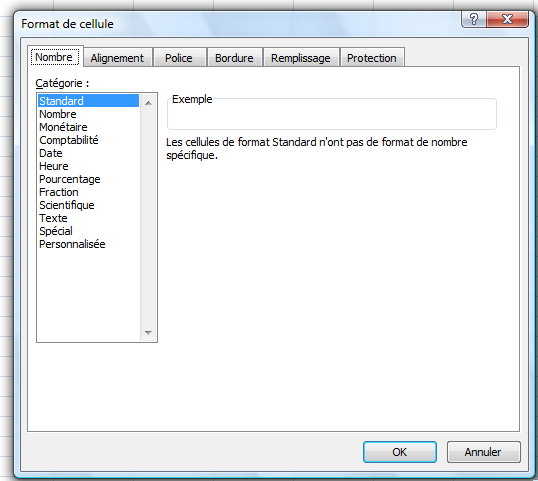 Format de cellule
Nombre Alignement Police Bordure Remplissage Protection
Catégorie :
Standard
Nombre
Monétaire
Comptabilité
Date
Heure
Pourcentage
Fraction
Scientifique
Texte
Spécial
Personnalisée
Exemple
Les cellules de format Standard n'ont pas de format de nombre
spécifique.
OK Annuler